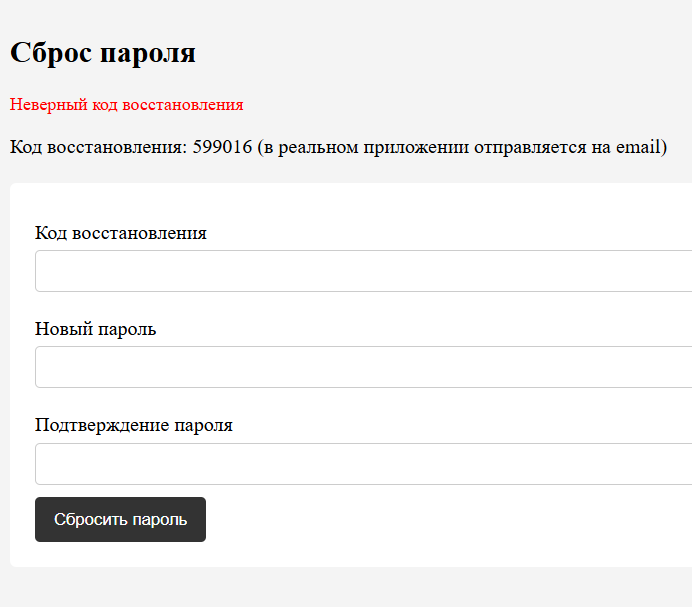 Сброс пароля
Неверный код восстановления
Код восстановления: 599016 (в реальном приложении отправляется на email)
Код восстановления
Новый пароль
Подтверждение пароля
Сбросить пароль